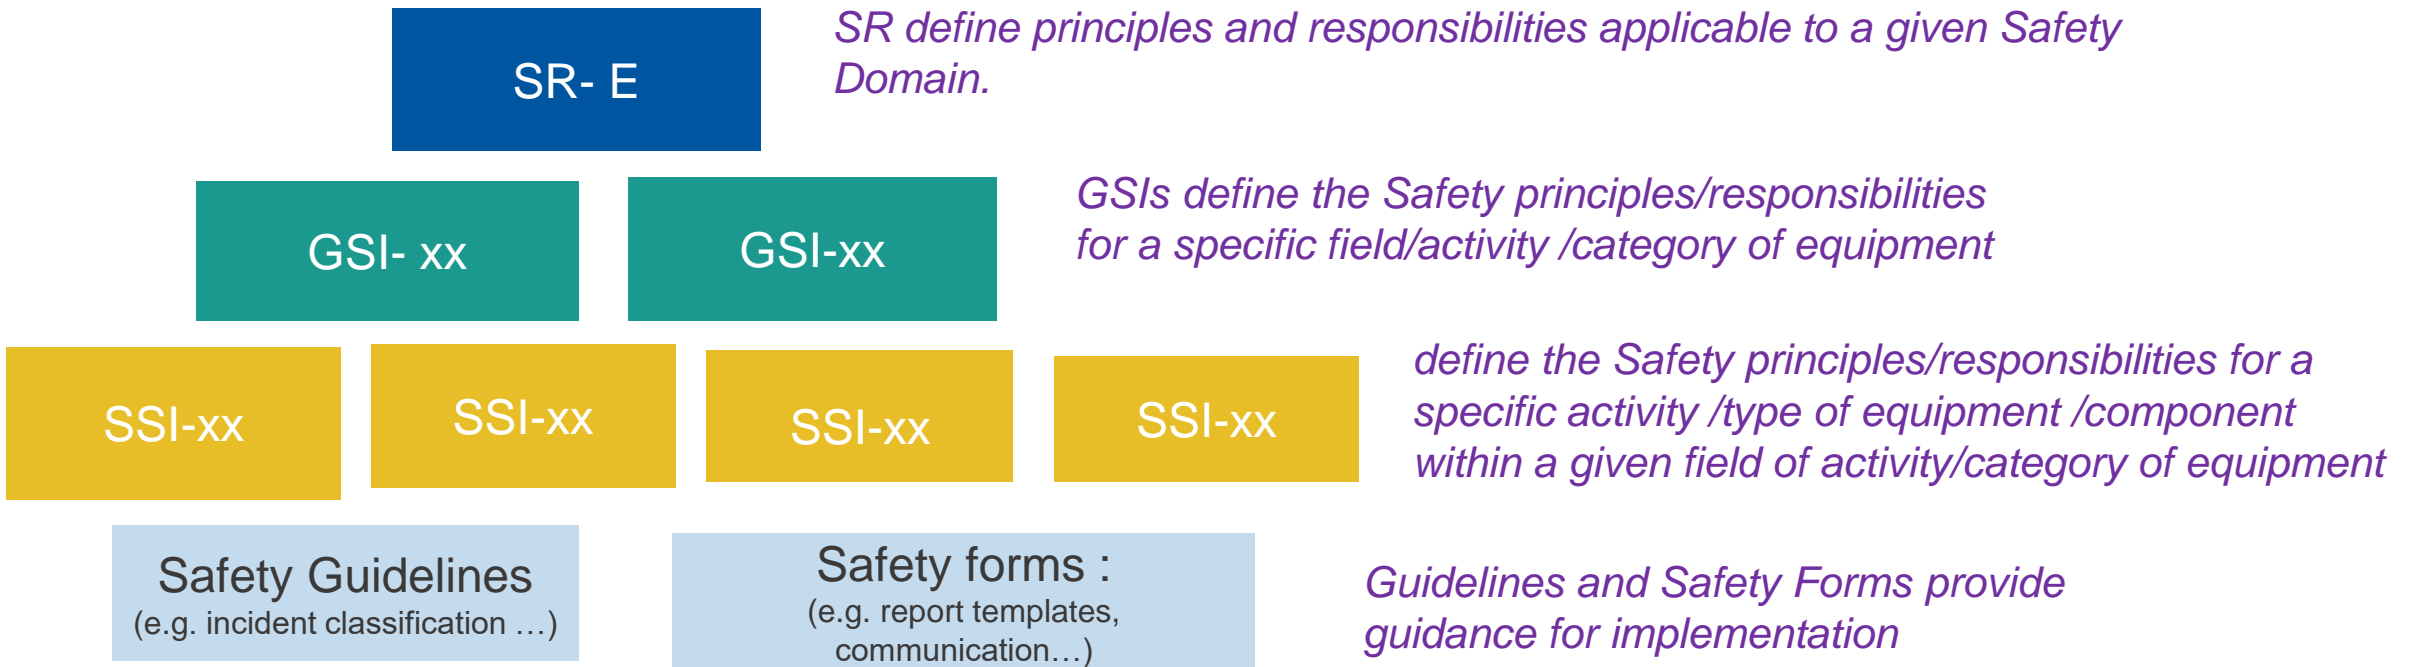 SR- E
SR define principles and responsibilities applicable to a given Safety
Domain.
GSI- xx
GSI-xx
GSIs define the Safety principles/responsibilities
for a specific field/activity /category of equipment
SSI-xx
SSI-xx
SSI-xx
SSI-xx
define the Safety principles/responsibilities for a
specific activity /type of equipment /component
within a given field of activity/category of equipment
Safety Guidelines
(e.g. incident classification …)
Safety forms :
(e.g. report templates,
communication…)
Guidelines and Safety Forms provide
guidance for implementation